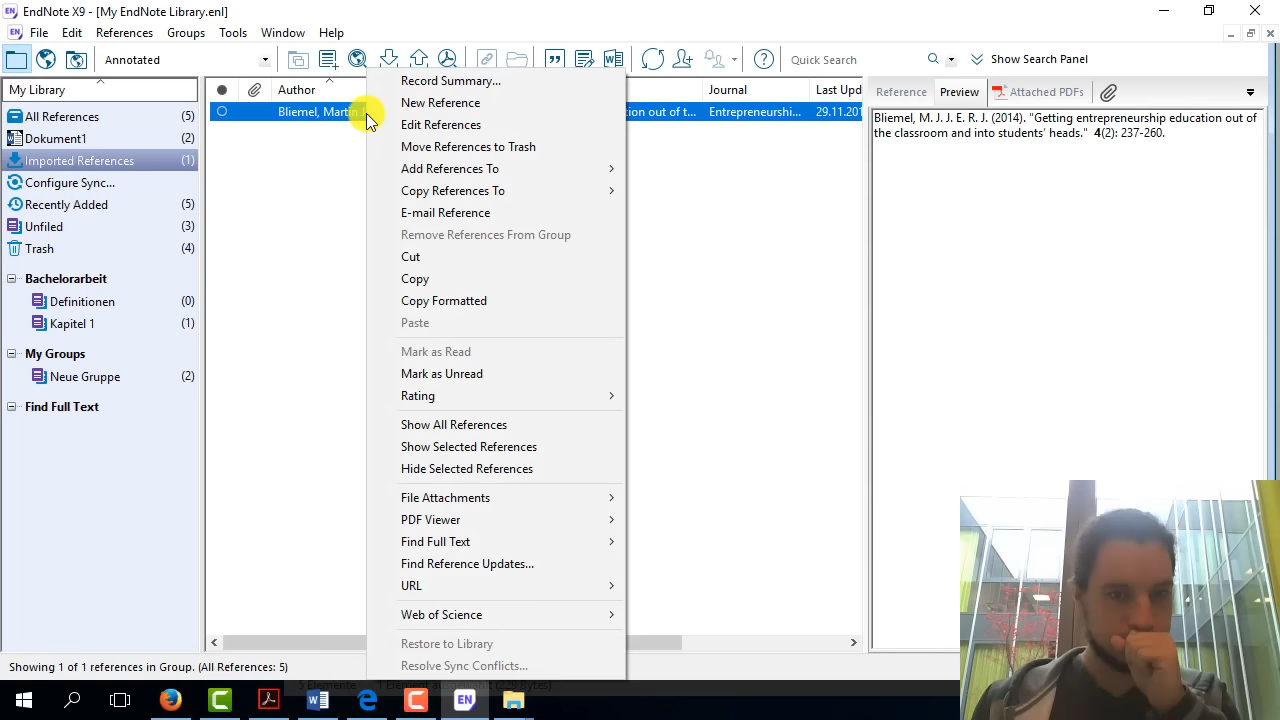 EN EndNote X9 - [My EndNote Library.enl]
EN File Edit References Groups Tools Window Help
Annotated
Quick Search
Show Search Panel
My Library
All References (5)
Dokument1 (2)
Imported References (1)
Configure Sync...
Recently Added (5)
Unfiled (3)
Trash (4)
Bachelorarbeit
Definitionen (0)
Kapitel 1 (1)
My Groups
Neue Gruppe (2)
Find Full Text
Author Journal Last Upd
Bliemel, Martin ion out of t... Entrepreneurshi... 29.11.201
Record Summary...
New Reference
Edit References
Move References to Trash
Add References To
Copy References To
E-mail Reference
Remove References From Group
Cut
Copy
Copy Formatted
Paste
Mark as Read
Mark as Unread
Rating
Show All References
Show Selected References
Hide Selected References
File Attachments
PDF Viewer
Find Full Text
Find Reference Updates...
URL
Web of Science
Restore to Library
Resolve Sync Conflicts...
Reference Preview Attached PDFs
Bliemel, M. J. J. E. R. J. (2014). "Getting entrepreneurship education out of
the classroom and into students' heads." 4(2): 237-260.
Showing 1 of 1 references in Group. (All References: 5)
EN